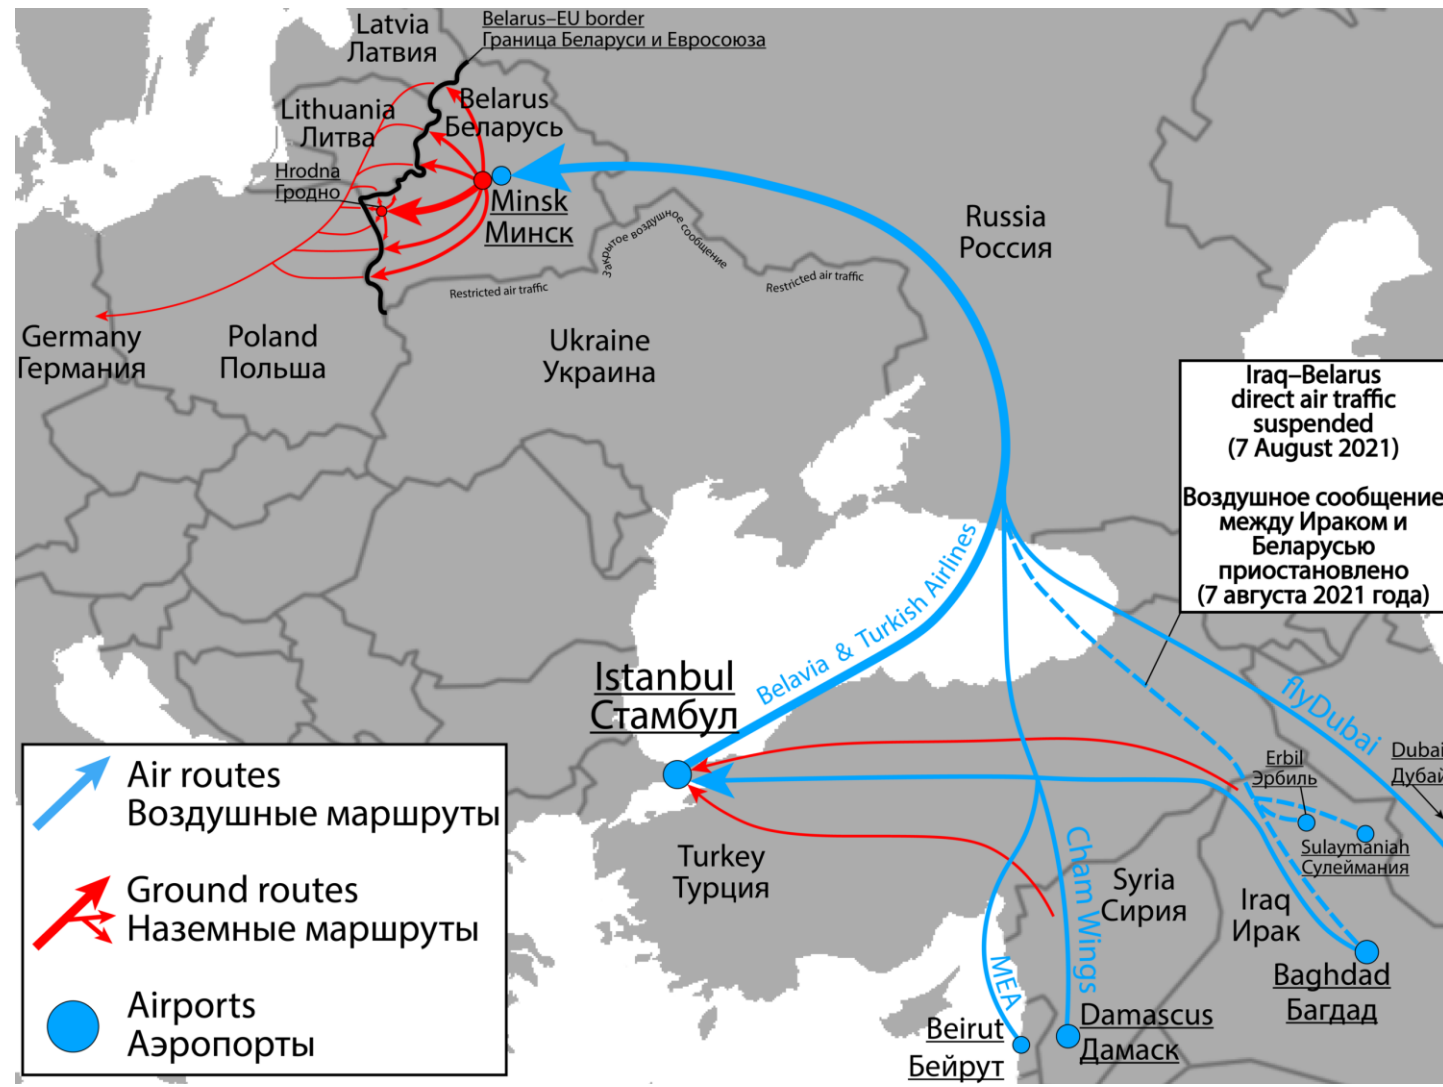 Latvia
Латвия
Belarus–EU border
Граница Беларуси и Евросоюза
Lithuania
Литва
Belarus
Беларусь
Hrodna
Гродно
Minsk
Минск
Russia
Россия
Restricted air traffic
Закрытое воздушное сообщение
Restricted air traffic
Germany
Германия
Poland
Польша
Ukraine
Украина
Iraq–Belarus
direct air traffic
suspended
(7 August 2021)
Воздушное сообщение
между Ираком и
Беларусью
приостановлено
(7 августа 2021 года)
Belavia & Turkish Airlines
Istanbul
Стамбул
flyDubai
Dubai
Дубай
Erbil
Эрбиль
Sulaymaniah
Сулеймания
Turkey
Турция
Cham Wings
Syria
Сирия
Iraq
Ирак
MEA
Baghdad
Багдад
Beirut
Бейрут
Damascus
Дамаск
Air routes
Воздушные маршруты
Ground routes
Наземные маршруты
Airports
Аэропорты